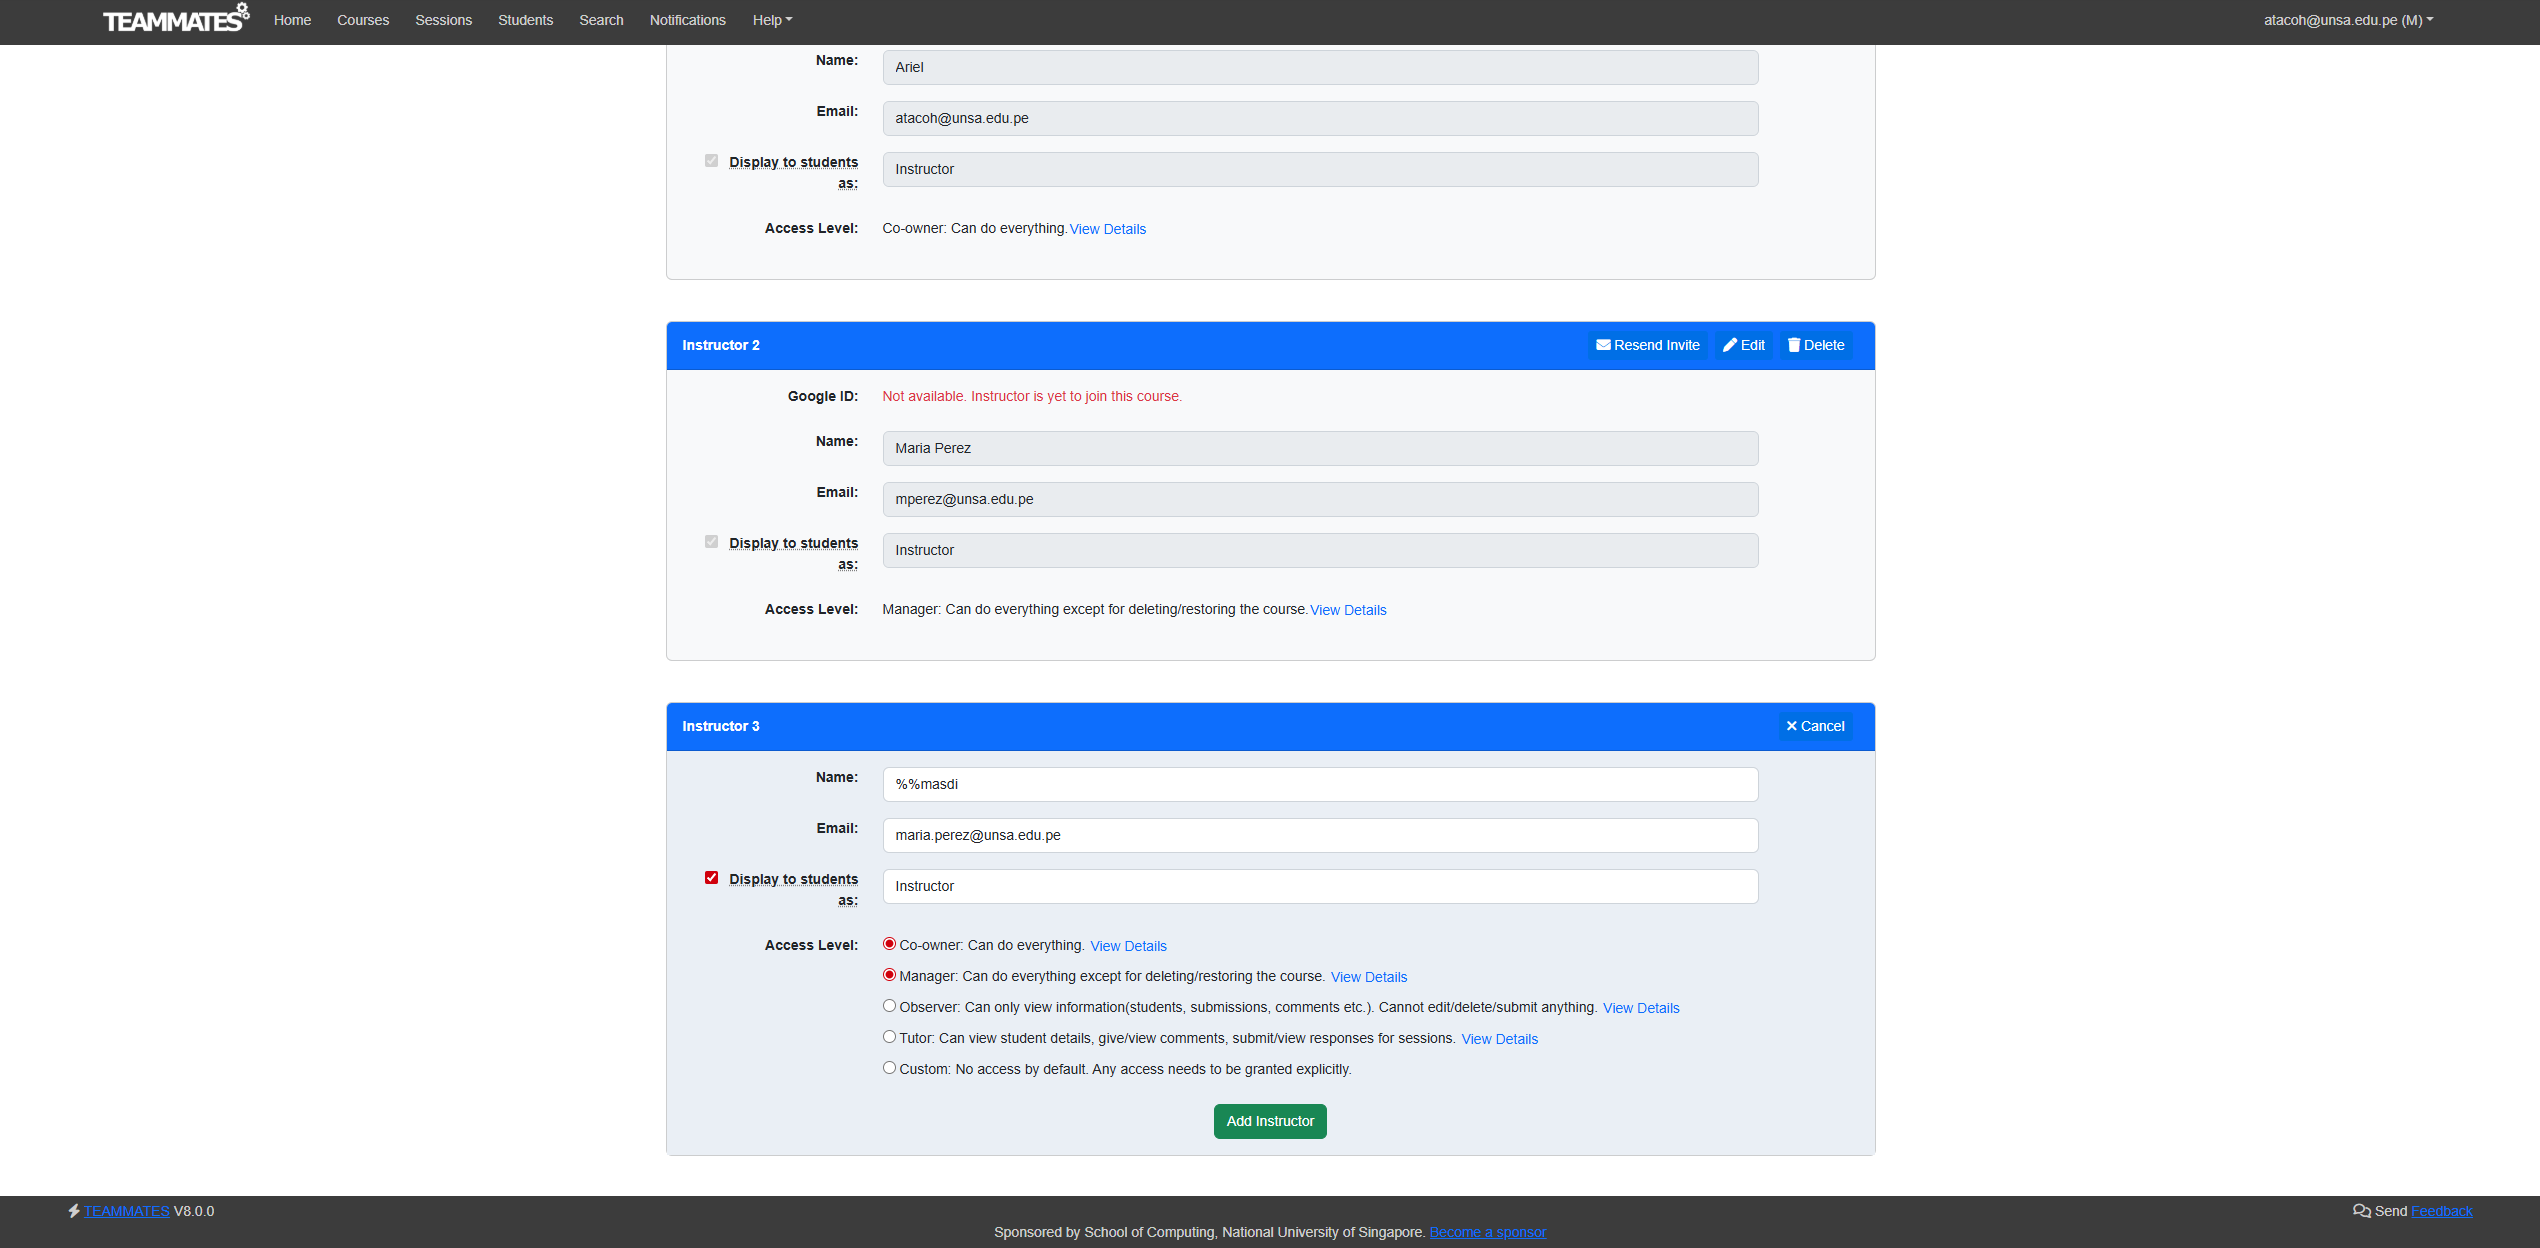 TEAMMATES Home Courses Sessions Students Search Notifications Help atacoh@unsa.edu.pe (M)
Name: Ariel
Email: atacoh@unsa.edu.pe
Display to students as: Instructor
Access Level: Co-owner: Can do everything. View Details
Instructor 2 Resend Invite Edit Delete
Google ID: Not available. Instructor is yet to join this course.
Name: Maria Perez
Email: mperez@unsa.edu.pe
Display to students as: Instructor
Access Level: Manager: Can do everything except for deleting/restoring the course. View Details
Instructor 3 Cancel
Name: %%masdi
Email: maria.perez@unsa.edu.pe
Display to students as: Instructor
Access Level: Co-owner: Can do everything. View Details
Manager: Can do everything except for deleting/restoring the course. View Details
Observer: Can only view information(students, submissions, comments etc.). Cannot edit/delete/submit anything. View Details
Tutor: Can view student details, give/view comments, submit/view responses for sessions. View Details
Custom: No access by default. Any access needs to be granted explicitly.
Add Instructor
TEAMMATES V8.0.0 Send Feedback
Sponsored by School of Computing, National University of Singapore. Become a sponsor